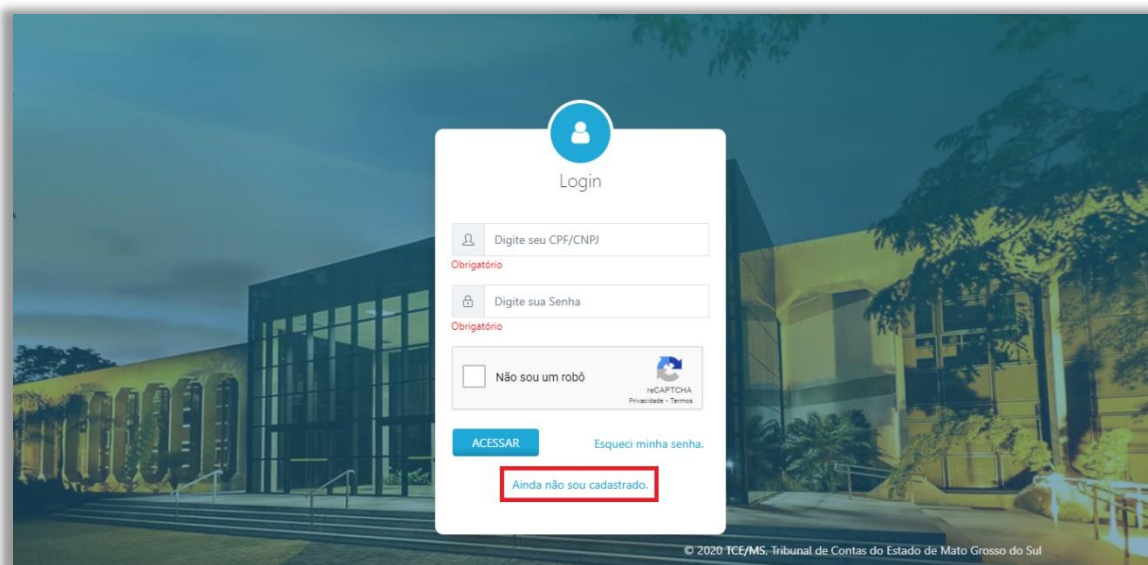 Login
Digite seu CPF/CNPJ
Obrigatório
Digite sua Senha
Obrigatório
Não sou um robô
reCAPTCHA
Privacidade - Termos
ACESSAR
Esqueci minha senha.
Ainda não sou cadastrado.
© 2020 TCE/MS, Tribunal de Contas do Estado de Mato Grosso do Sul